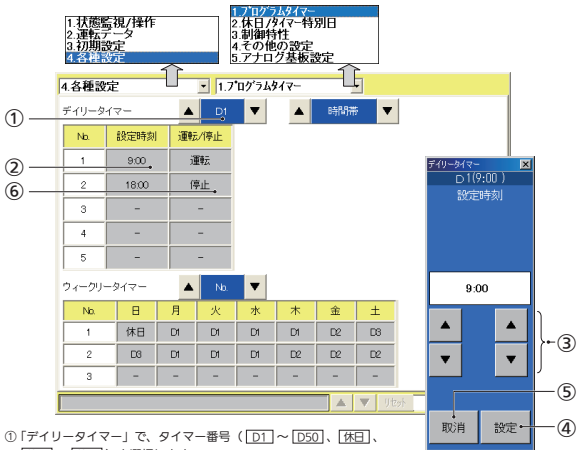 1.状態監視/操作
2.運転データ
3.初期設定
4.各種設定
1.プログラムタイマー
2.休日/タイマー特別日
3.制御特性
4.その他の設定
5.アナログ基板設定
4.各種設定 1.プログラムタイマー
① デイリータイマー ▲ D1 ▼ ▲ 時間帯 ▼
No. 設定時刻 運転/停止
② 1 9:00 運転
⑥ 2 18:00 停止
3 - -
4 - -
5 - -
ウィークリータイマー ▲ No. ▼
No. 日 月 火 水 木 金 土
1 休日 D1 D1 D1 D1 D2 D3
2 D3 D1 D1 D1 D2 D2 D2
3 - - - - - - -
▲ ▼ リセット
デイリータイマー
D1(9:00 )
設定時刻
9:00
▲ ▲
③
▼ ▼
⑤
取消 設定 ④
①「デイリータイマー」で、タイマー番号（D1～D50、休日、